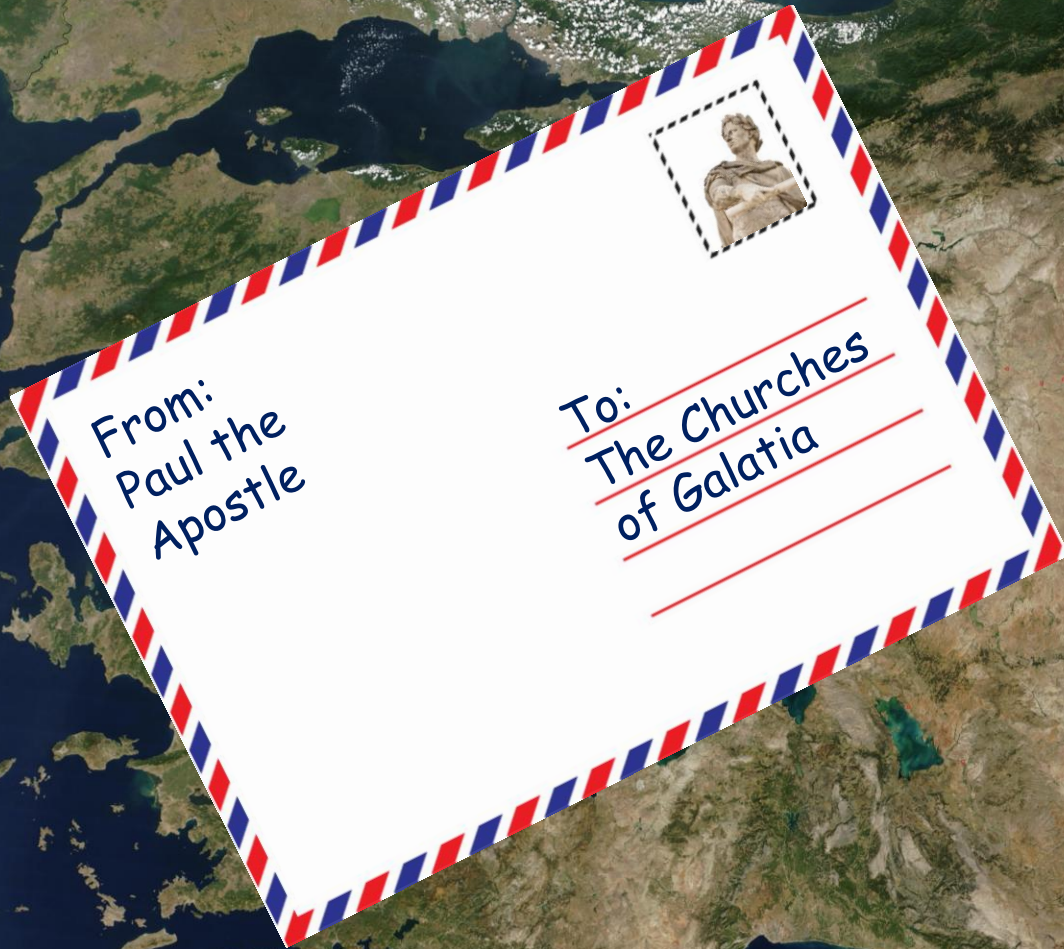 From:
Paul the
Apostle
To:
The Churches
of Galatia